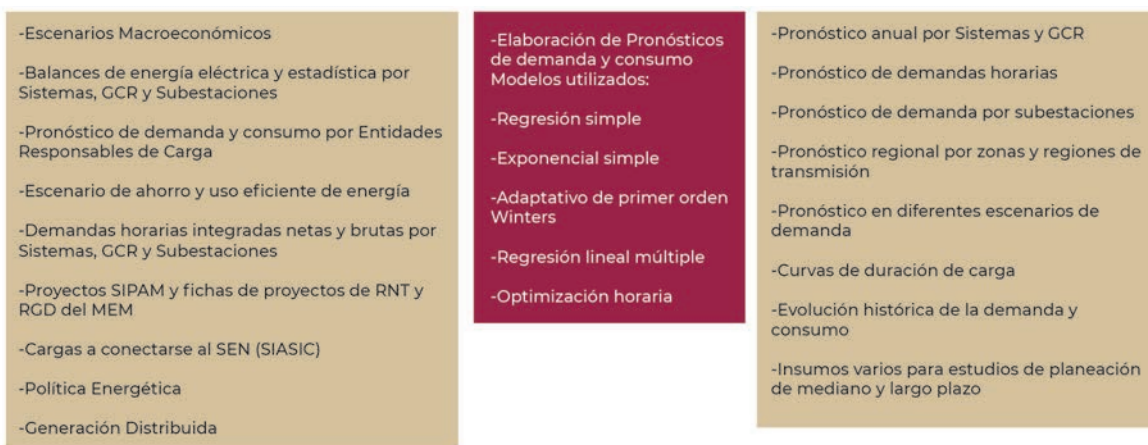 -Escenarios Macroeconómicos
-Balances de energía eléctrica y estadística por
Sistemas, GCR y Subestaciones
-Pronóstico de demanda y consumo por Entidades
Responsables de Carga
-Escenario de ahorro y uso eficiente de energía
-Demandas horarias integradas netas y brutas por
Sistemas, GCR y Subestaciones
-Proyectos SIPAM y fichas de proyectos de RNT y
RGD del MEM
-Cargas a conectarse al SEN (SIASIC)
-Política Energética
-Generación Distribuida
-Elaboración de Pronósticos
de demanda y consumo
Modelos utilizados:
-Regresión simple
-Exponencial simple
-Adaptativo de primer orden
Winters
-Regresión lineal múltiple
-Optimización horaria
-Pronóstico anual por Sistemas y GCR
-Pronóstico de demandas horarias
-Pronóstico de demanda por subestaciones
-Pronóstico regional por zonas y regiones de
transmisión
-Pronóstico en diferentes escenarios de
demanda
-Curvas de duración de carga
-Evolución histórica de la demanda y
consumo
-Insumos varios para estudios de planeación
de mediano y largo plazo